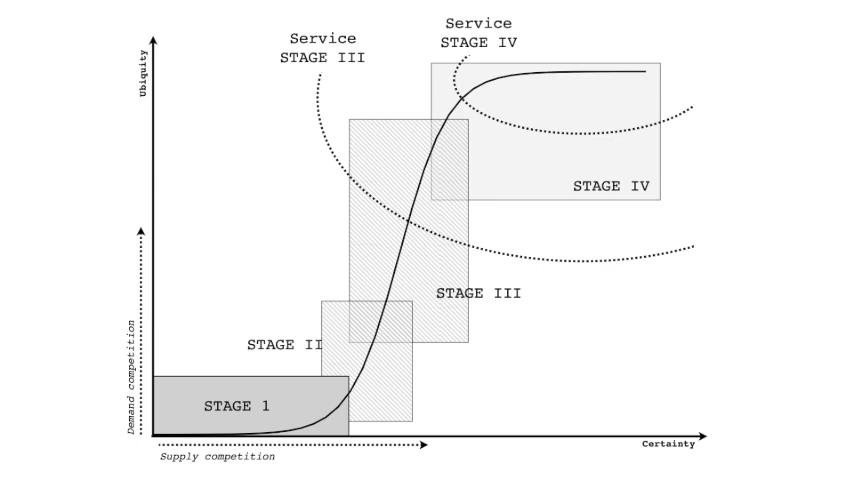 Service
STAGE III
Service
STAGE IV
Ubiquity
STAGE IV
STAGE III
STAGE II
Demand competition
STAGE 1
Certainty
Supply competition